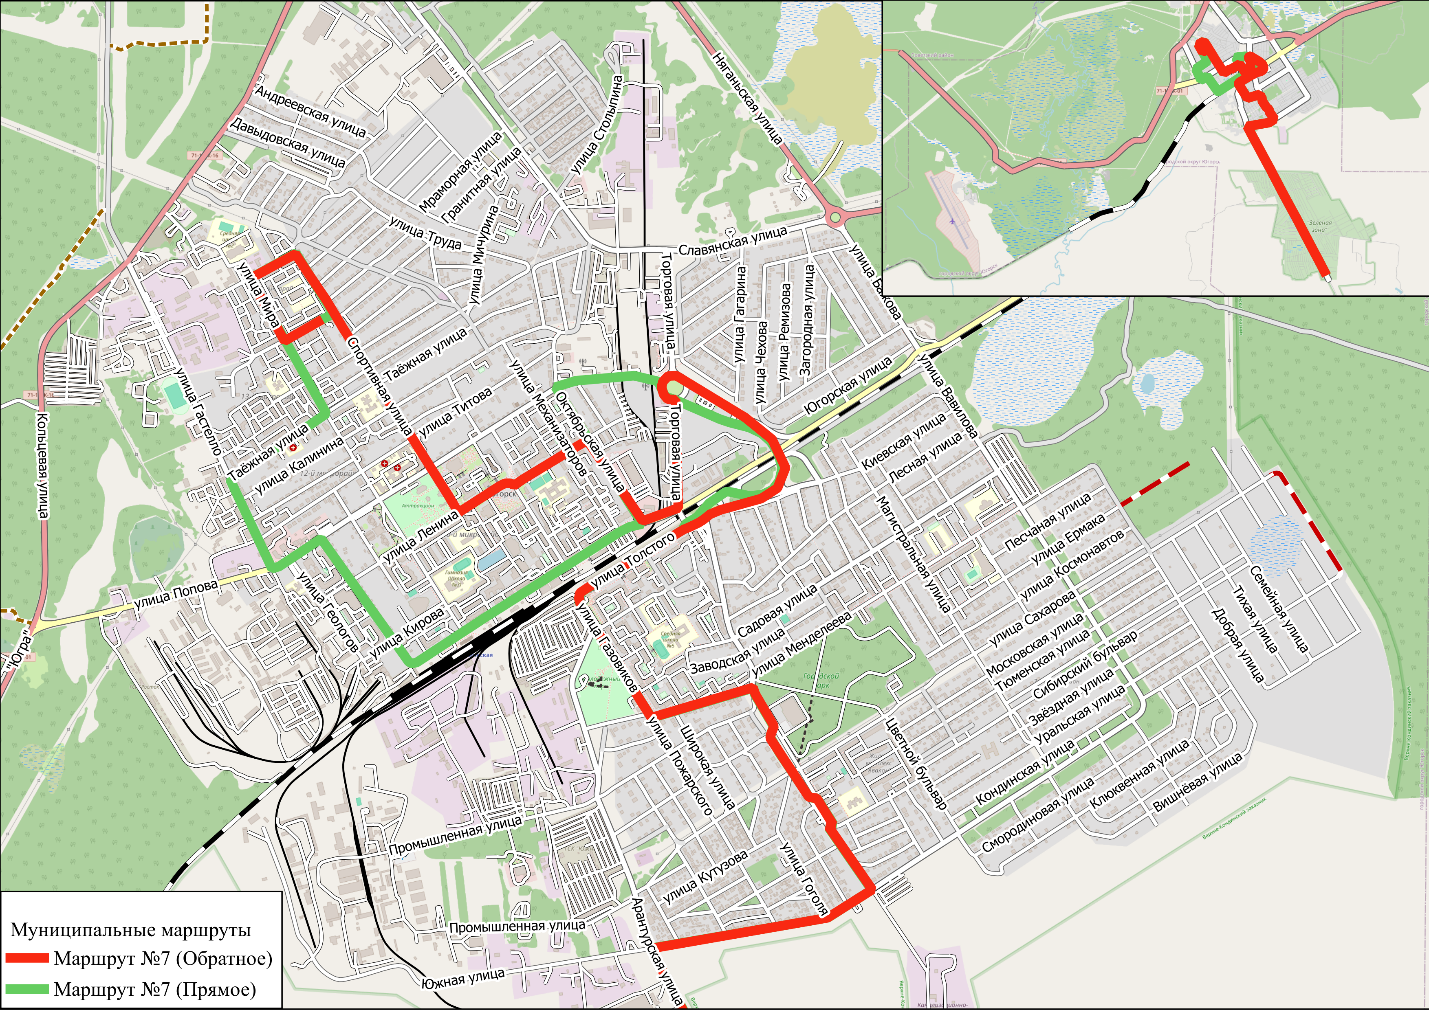 Няганьская улица
улица Столыпина
Андреевская улица
Давыдовская улица
Мраморная улица
Гранитная улица
улица Труда
улица Мичурина
Славянская улица
Торговая улица
улица Гагарина
улица Чехова
улица Ремизова
Загородная улица
улица Бажова
улица Мира
Спортивная улица
Таёжная улица
улица Механизаторов
Югорская улица
улица Вавилова
улица Гастелло
улица Титова
Октябрьская улица
Торговая улица
Кольцевая улица
Таёжная улица
улица Калинина
Киевская улица
Лесная улица
улица Ленина
Магистральная улица
Песчаная улица
улица Ермака
улица Космонавтов
улица Толстого
улица Попова
улица Геологов
улица Кирова
улица Газовиков
Садовая улица
Заводская улица
улица Менделеева
улица Сахарова
Московская улица
Тюменская улица
Сибирский бульвар
Звёздная улица
Уральская улица
Семейная улица
Тихая улица
Добрая улица
"Югра"
Городской
парк
улица Пожарского
Широкая улица
Цветной бульвар
Кондинская улица
Смородиновая улица
Клюквенная улица
Вишнёвая улица
Промышленная улица
улица Кутузова
улица Гоголя
Промышленная улица
Арантурская улица
Южная улица
Зеленая
зона
Муниципальные маршруты
Маршрут №7 (Обратное)
Маршрут №7 (Прямое)